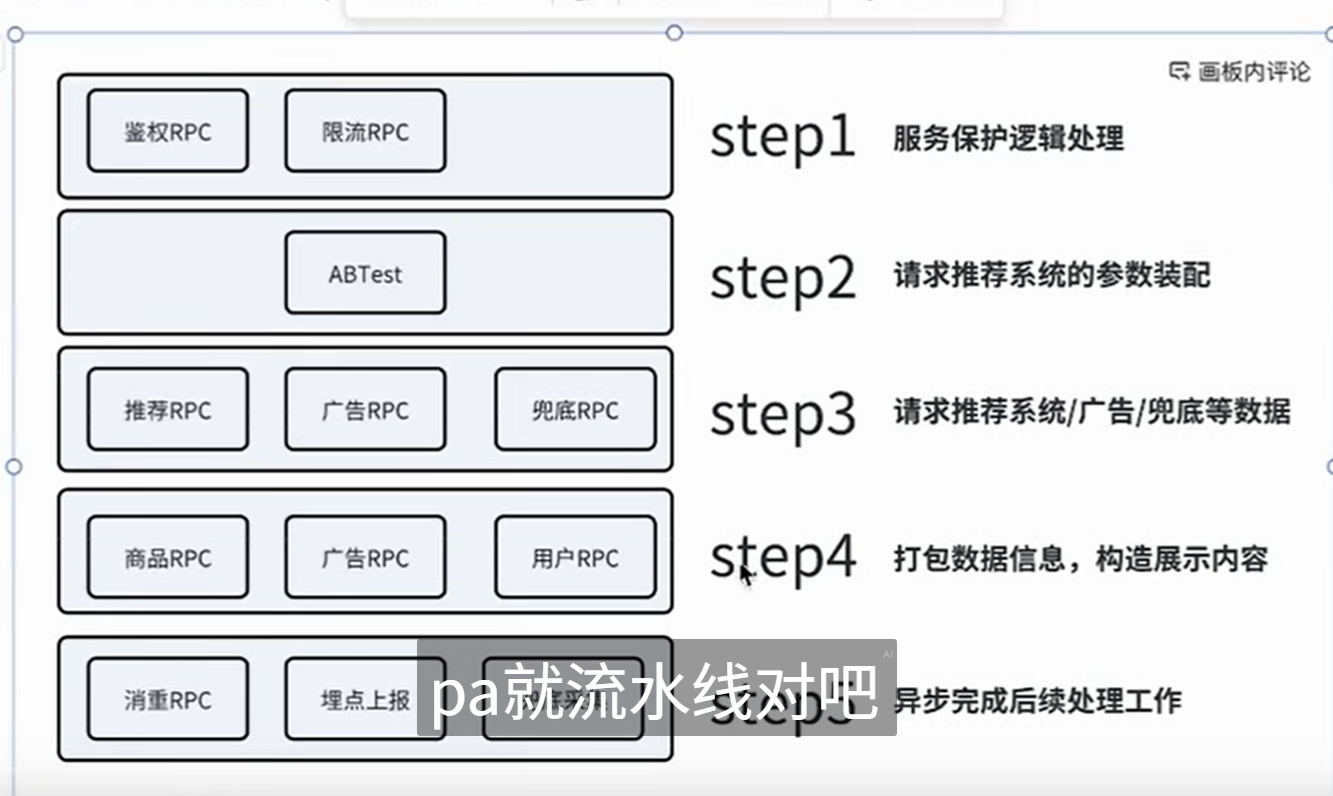 画板内评论
鉴权RPC 限流RPC step1 服务保护逻辑处理
ABTest step2 请求推荐系统的参数装配
推荐RPC 广告RPC 兜底RPC step3 请求推荐系统/广告/兜底等数据
商品RPC 广告RPC 用户RPC step4 打包数据信息，构造展示内容
AI
pa就流水线对吧
消重RPC 埋点上报 step5 异步完成后续处理工作